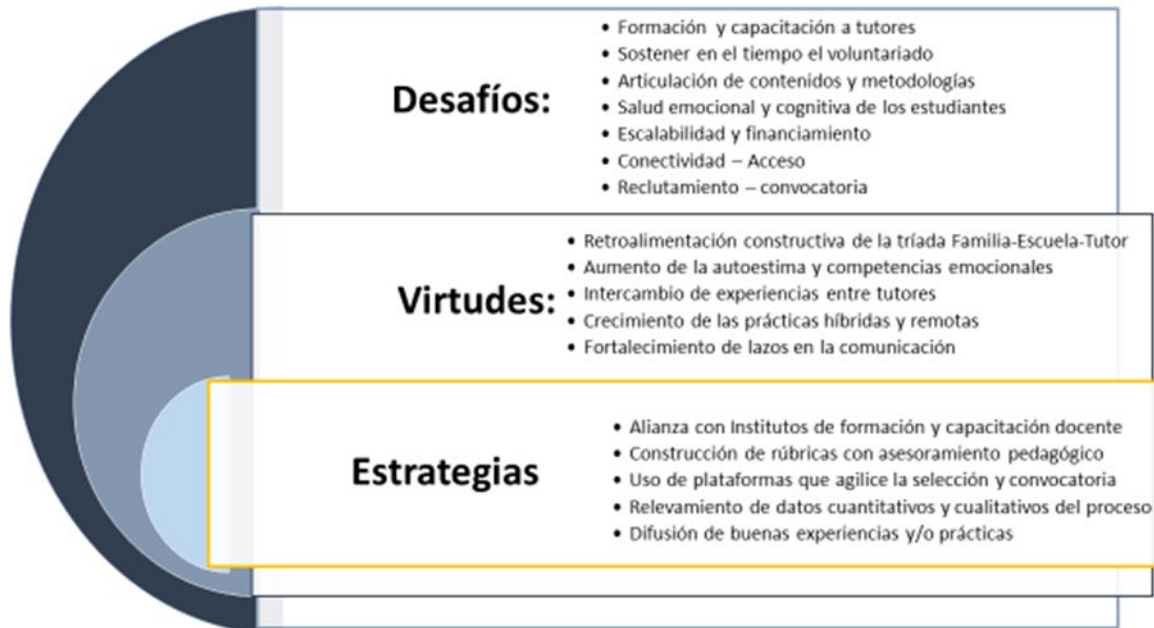 Desafíos:
• Formación y capacitación a tutores
• Sostener en el tiempo el voluntariado
• Articulación de contenidos y metodologías
• Salud emocional y cognitiva de los estudiantes
• Escalabilidad y financiamiento
• Conectividad – Acceso
• Reclutamiento – convocatoria
Virtudes:
• Retroalimentación constructiva de la tríada Familia-Escuela-Tutor
• Aumento de la autoestima y competencias emocionales
• Intercambio de experiencias entre tutores
• Crecimiento de las prácticas híbridas y remotas
• Fortalecimiento de lazos en la comunicación
Estrategias
• Alianza con Institutos de formación y capacitación docente
• Construcción de rúbricas con asesoramiento pedagógico
• Uso de plataformas que agilice la selección y convocatoria
• Relevamiento de datos cuantitativos y cualitativos del proceso
• Difusión de buenas experiencias y/o prácticas